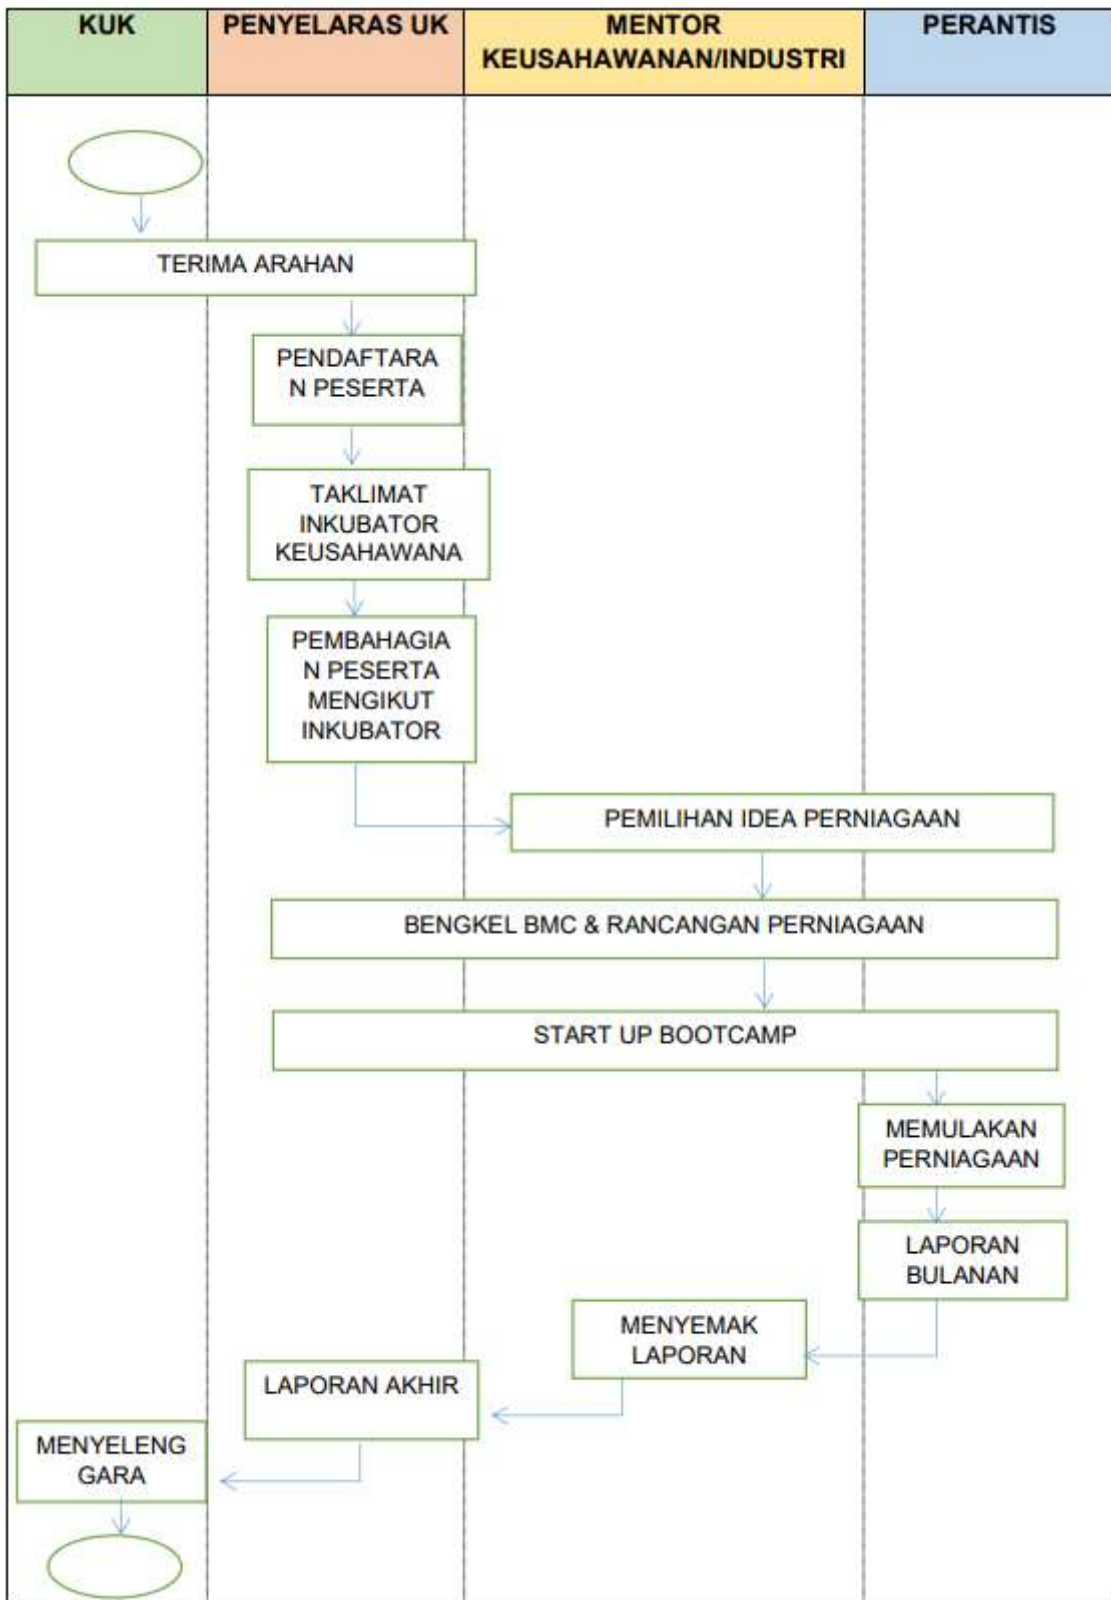 KUK
PENYELARAS UK
MENTOR
KEUSAHAWANAN/INDUSTRI
PERANTIS
TERIMA ARAHAN
PENDAFTARA
N PESERTA
TAKLIMAT
INKUBATOR
KEUSAHAWANA
PEMBAHAGIA
N PESERTA
MENGIKUT
INKUBATOR
PEMILIHAN IDEA PERNIAGAAN
BENGKEL BMC & RANCANGAN PERNIAGAAN
START UP BOOTCAMP
MEMULAKAN
PERNIAGAAN
LAPORAN
BULANAN
MENYEMAK
LAPORAN
LAPORAN AKHIR
MENYELENG
GARA